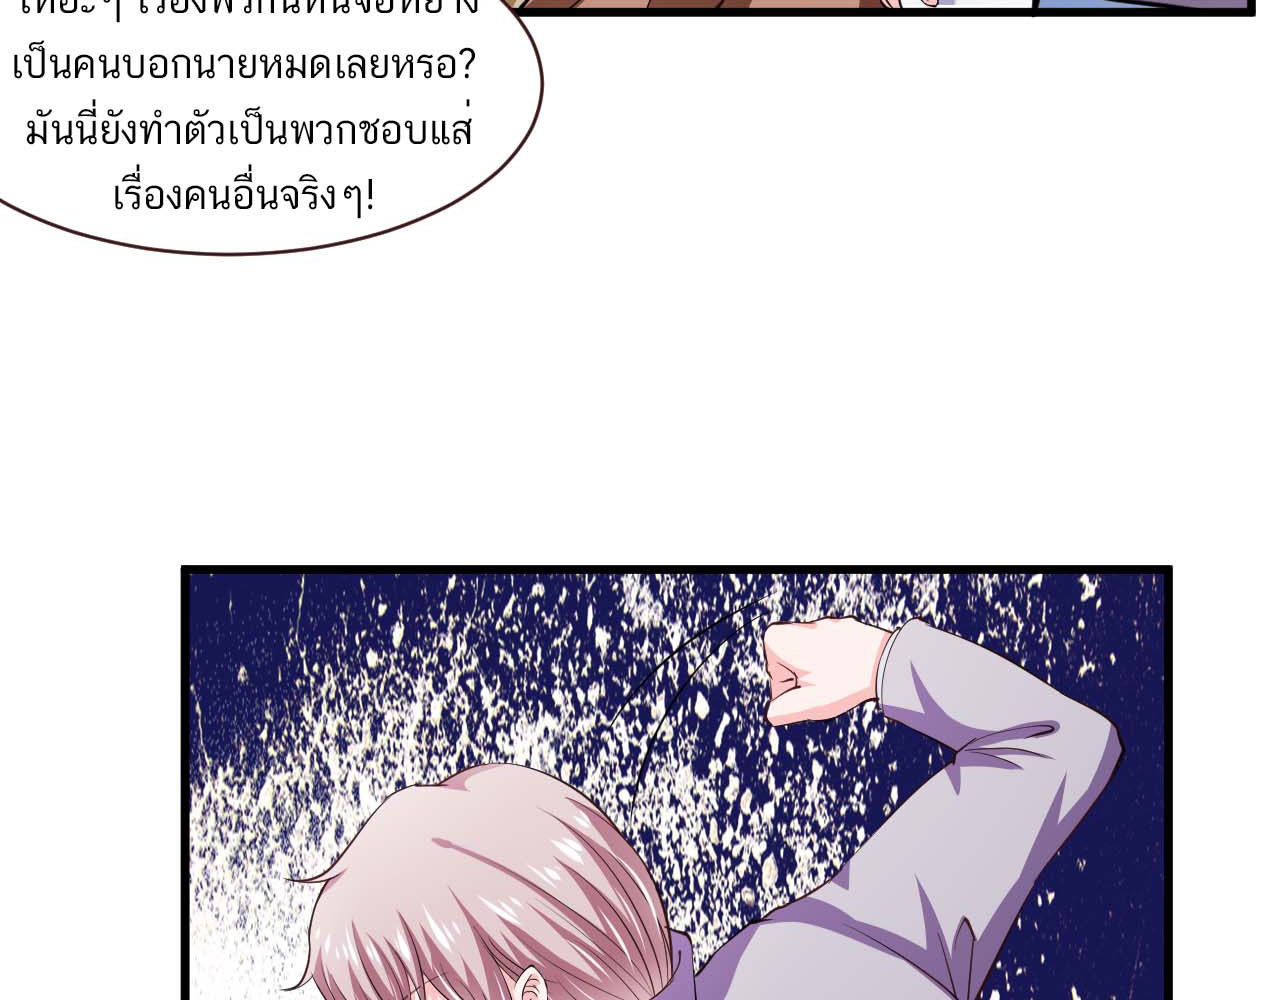 เป็นคนบอกนายหมดเลยหรอ?
มันนี่ยังทำตัวเป็นพวกชอบแส่
เรื่องคนอื่นจริงๆ!